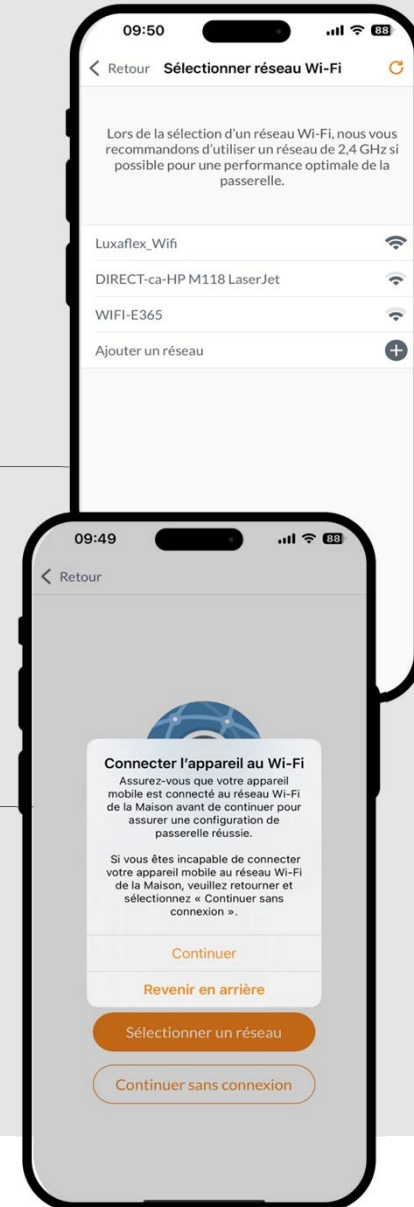 09:50
88
Retour Sélectionner réseau Wi-Fi
Lors de la sélection d'un réseau Wi-Fi, nous vous
recommandons d'utiliser un réseau de 2,4 GHz si
possible pour une performance optimale de la
passerelle.
Luxaflex_Wifi
DIRECT-ca-HP M118 LaserJet
WIFI-E365
Ajouter un réseau
09:49
88
Retour
Connecter l'appareil au Wi-Fi
Assurez-vous que votre appareil
mobile est connecté au réseau Wi-Fi
de la Maison avant de continuer pour
assurer une configuration de
passerelle réussie.
Si vous êtes incapable de connecter
votre appareil mobile au réseau Wi-Fi
de la Maison, veuillez retourner et
sélectionnez « Continuer sans
connexion ».
Continuer
Revenir en arrière
Sélectionner un réseau
Continuer sans connexion